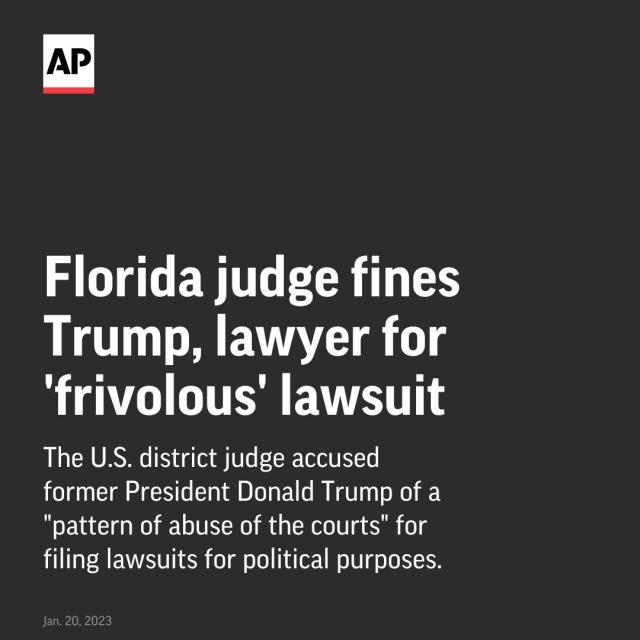 AP
Florida judge fines
Trump, lawyer for
'frivolous' lawsuit
The U.S. district judge accused
former President Donald Trump of a
"pattern of abuse of the courts" for
filing lawsuits for political purposes.
Jan. 20, 2023